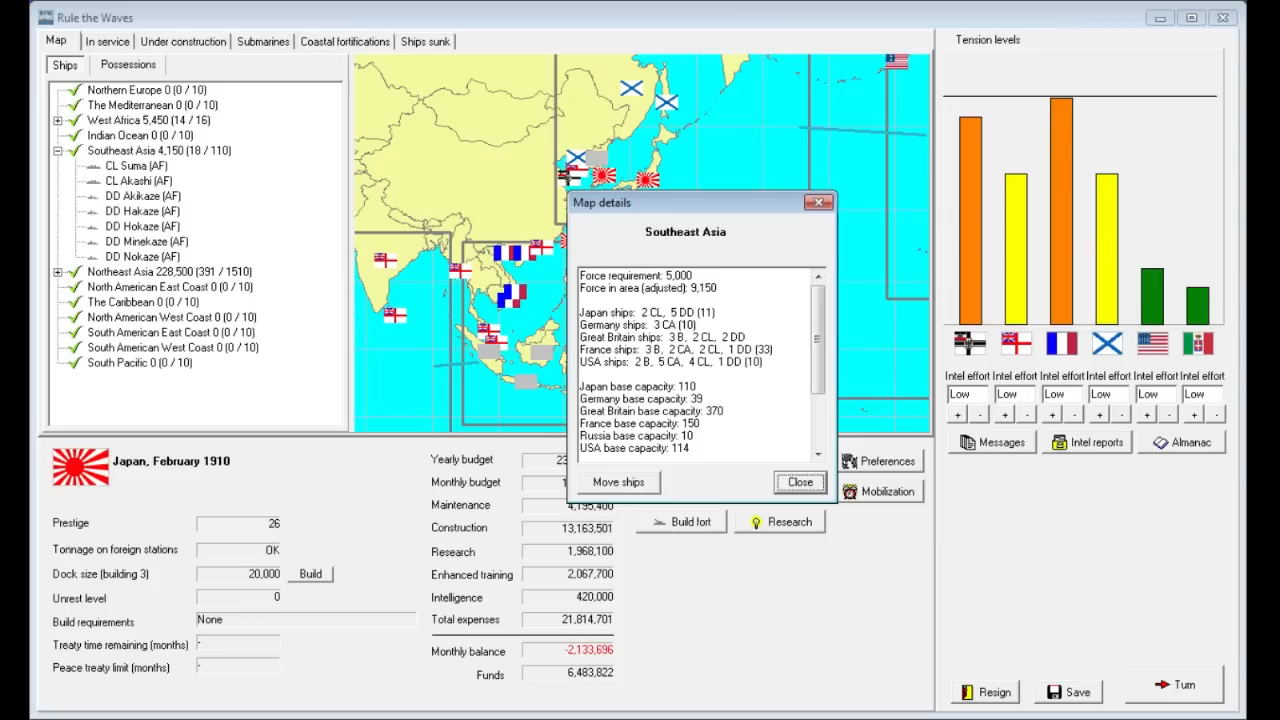 Rule the Waves
Map
In service
Under construction
Submarines
Coastal fortifications
Ships sunk
Ships
Possessions
Northern Europe 0 (0 / 10)
The Mediterranean 0 (0 / 10)
West Africa 5,450 (14 / 16)
Indian Ocean 0 (0 / 10)
Southeast Asia 4,150 (18 / 110)
CL Suma (AF)
CL Akashi (AF)
DD Akikaze (AF)
DD Hakaze (AF)
DD Hokaze (AF)
DD Minekaze (AF)
DD Nokaze (AF)
Northeast Asia 228,500 (391 / 1510)
North American East Coast 0 (0 / 10)
The Caribbean 0 (0 / 10)
North American West Coast 0 (0 / 10)
South American East Coast 0 (0 / 10)
South American West Coast 0 (0 / 10)
South Pacific 0 (0 / 10)
Map details
Southeast Asia
Force requirement: 5,000
Force in area (adjusted): 9,150
Japan ships: 2 CL, 5 DD (11)
Germany ships: 3 CA (10)
Great Britain ships: 3 B, 2 CL, 2 DD
France ships: 3 B, 2 CA, 2 CL, 1 DD (33)
USA ships: 2 B, 5 CA, 4 CL, 1 DD (10)
Japan base capacity: 110
Germany base capacity: 39
Great Britain base capacity: 370
France base capacity: 150
Russia base capacity: 10
USA base capacity: 114
Move ships
Close
Tension levels
Intel effort Intel effort Intel effort Intel effort Intel effort Intel effort
Low Low Low Low Low Low
+ - + - + - + - + - + -
Messages
Intel reports
Almanac
Japan, February 1910
Prestige 26
Tonnage on foreign stations OK
Dock size (building 3) 20,000 Build
Unrest level 0
Build requirements None
Treaty time remaining (months) -
Peace treaty limit (months) -
Yearly budget 23
Monthly budget 1
Maintenance 4,195,400
Construction 13,163,501
Research 1,968,100
Enhanced training 2,067,700
Intelligence 420,000
Total expenses 21,814,701
Monthly balance -2,133,696
Funds 6,483,822
Preferences
Mobilization
Build fort
Research
Resign
Save
Turn